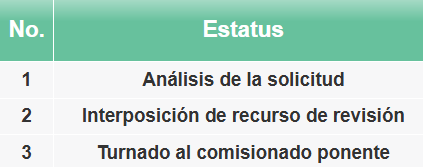 No. Estatus
1 Análisis de la solicitud
2 Interposición de recurso de revisión
3 Turnado al comisionado ponente